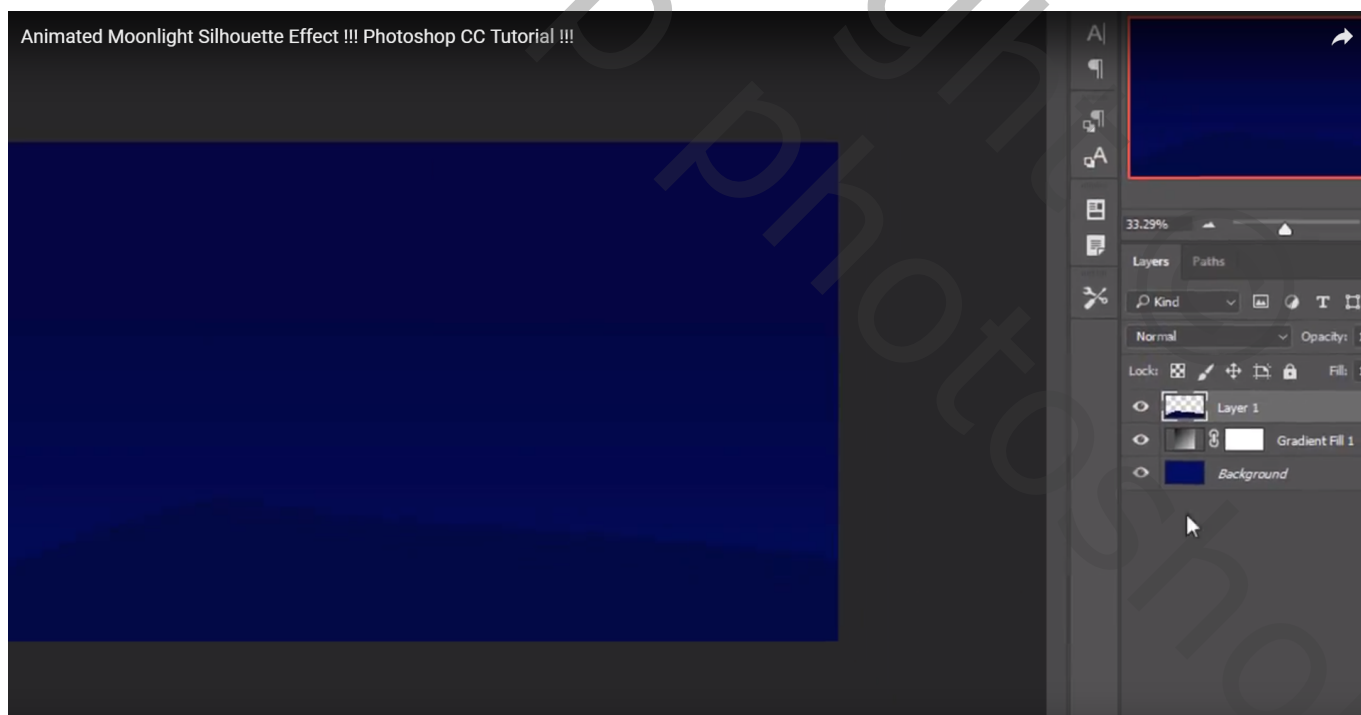 Animated Moonlight Silhouette Effect !!! Photoshop CC Tutorial !!!
33.29%
Layers Paths
Kind
Normal Opacity:
Lock: Fill:
Layer 1
Gradient Fill 1
Background
photosho